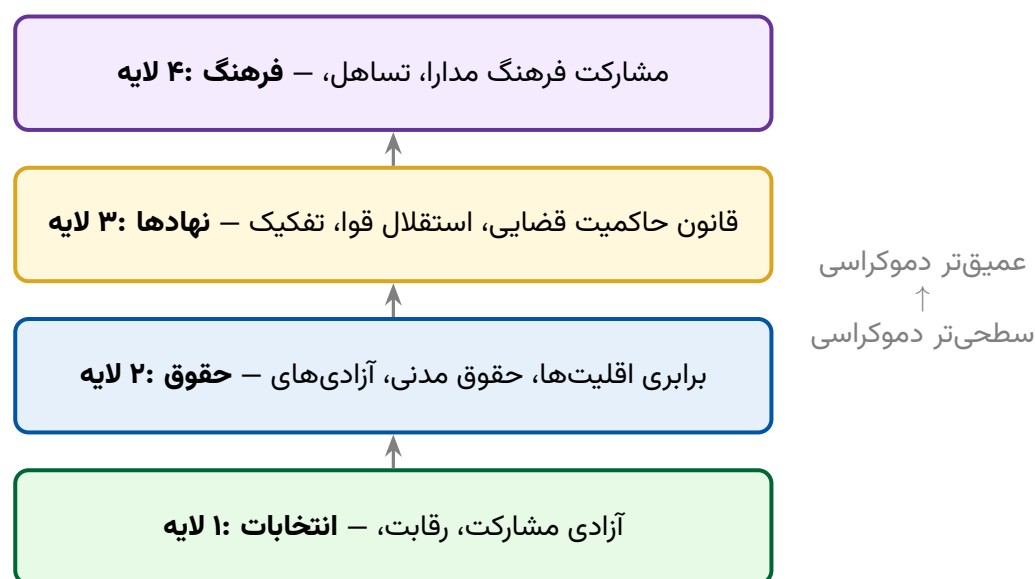 مشارکت فرهنگ مدارا، تساهل، – فرهنگ :۴ لایه
قانون حاکمیت قضایی، استقلال قوا، تفکیک – نهادها :۳ لایه
عمیق‌تر دموکراسی
↑
سطحی‌تر دموکراسی
برابری اقلیت‌ها، حقوق مدنی، آزادی‌های – حقوق :۲ لایه
آزادی مشارکت، رقابت، – انتخابات :۱ لایه